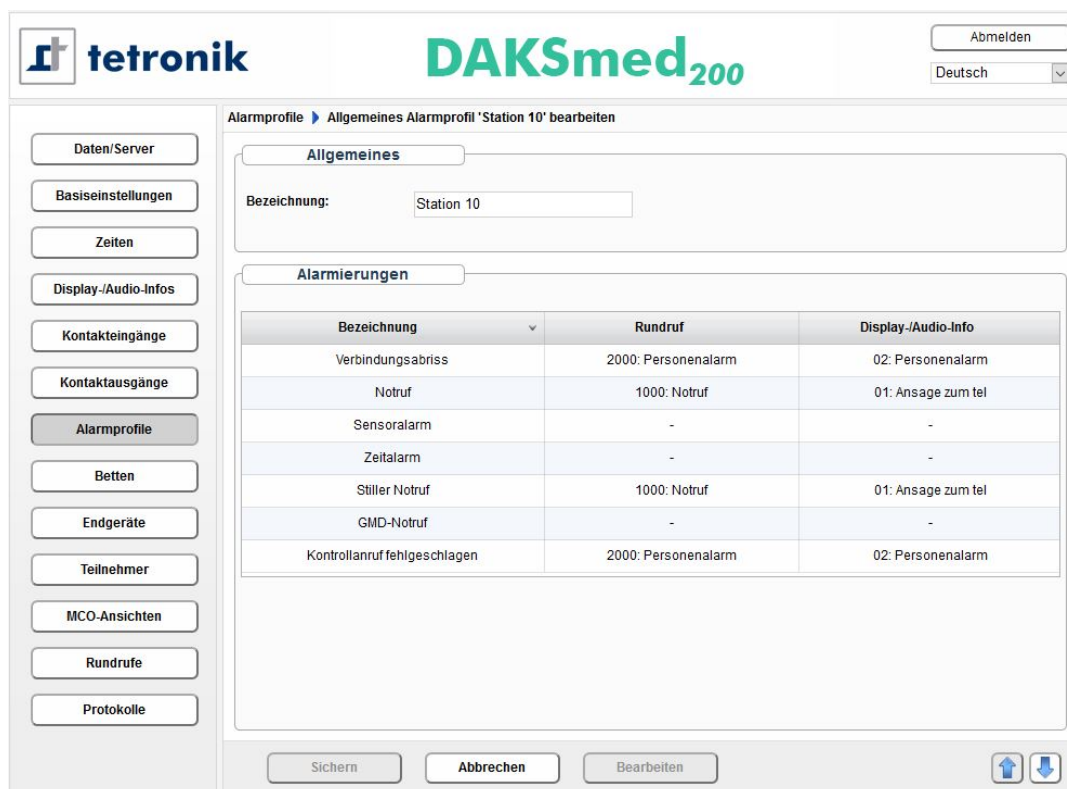 tetronik
DAKSmed200
Abmelden
Deutsch
Daten/Server
Basiseinstellungen
Zeiten
Display-/Audio-Infos
Kontakteingänge
Kontaktausgänge
Alarmprofile
Betten
Endgeräte
Teilnehmer
MCO-Ansichten
Rundrufe
Protokolle
Alarmprofile Allgemeines Alarmprofil 'Station 10' bearbeiten
Allgemeines
Bezeichnung: Station 10
Alarmierungen
Bezeichnung Rundruf Display-/Audio-Info
Verbindungsabriss 2000: Personenalarm 02: Personenalarm
Notruf 1000: Notruf 01: Ansage zum tel
Sensoralarm - -
Zeitalarm - -
Stiller Notruf 1000: Notruf 01: Ansage zum tel
GMD-Notruf - -
Kontrollanruf fehlgeschlagen 2000: Personenalarm 02: Personenalarm
Sichern Abbrechen Bearbeiten